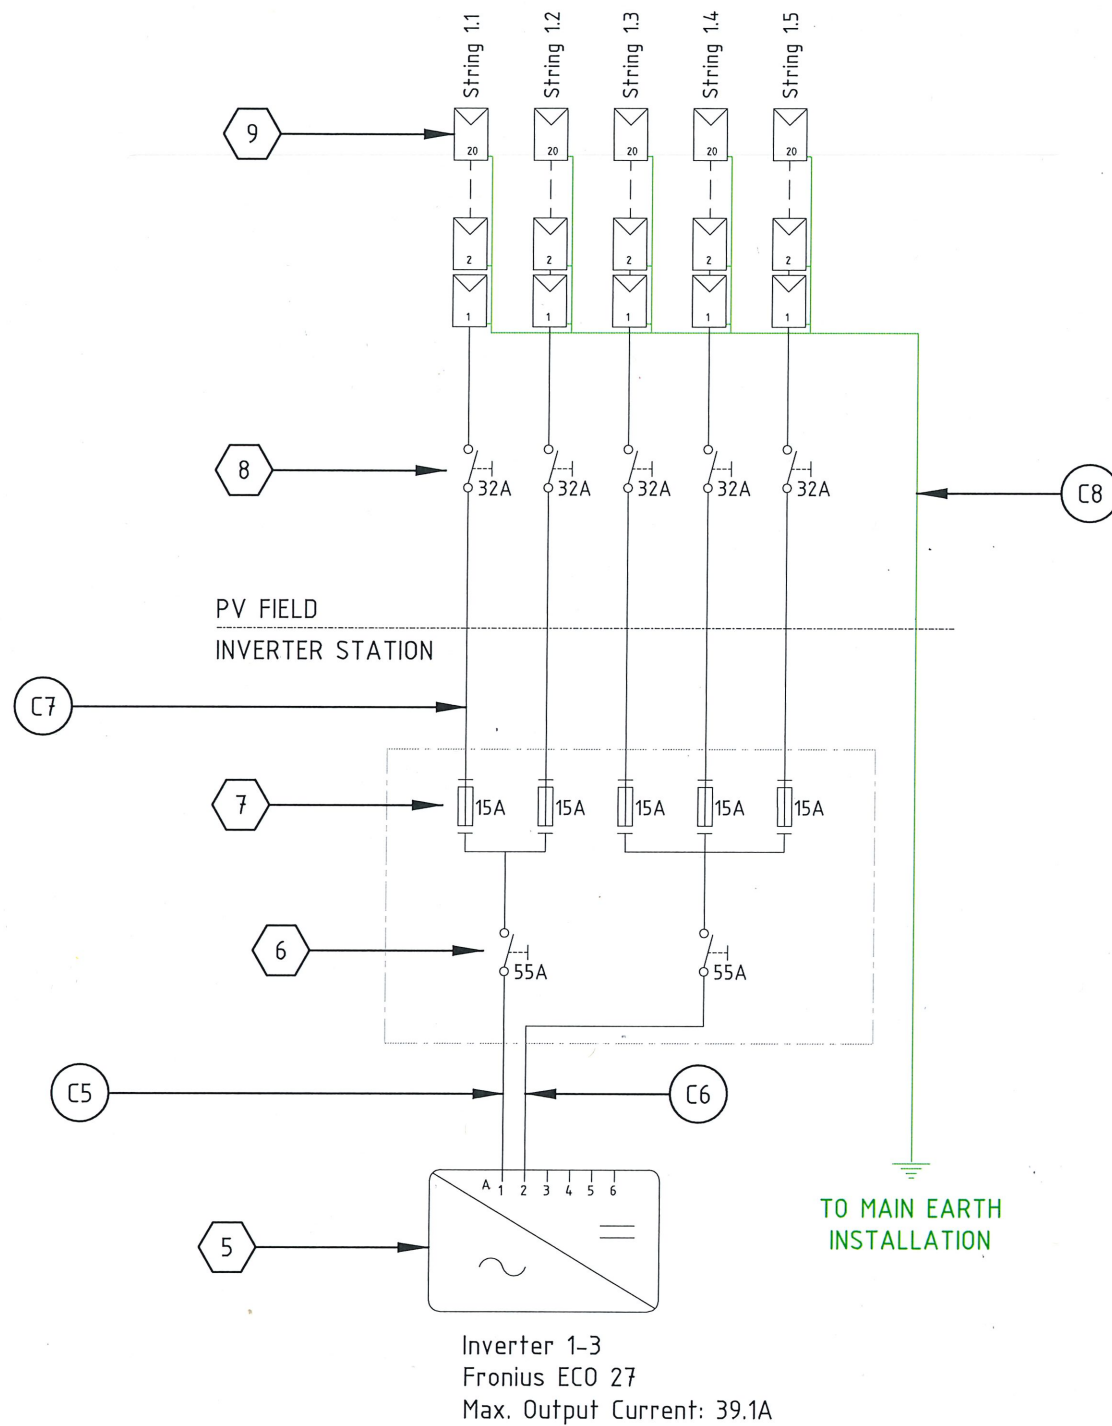 String 1.1
String 1.2
String 1.3
String 1.4
String 1.5
9
20
20
20
20
20
2
2
2
2
2
1
1
1
1
1
8
32A
32A
32A
32A
32A
C8
PV FIELD
INVERTER STATION
C7
7
15A
15A
15A
15A
15A
6
55A
55A
C5
C6
A 1 2 3 4 5 6
5
TO MAIN EARTH
INSTALLATION
Inverter 1-3
Fronius ECO 27
Max. Output Current: 39.1A